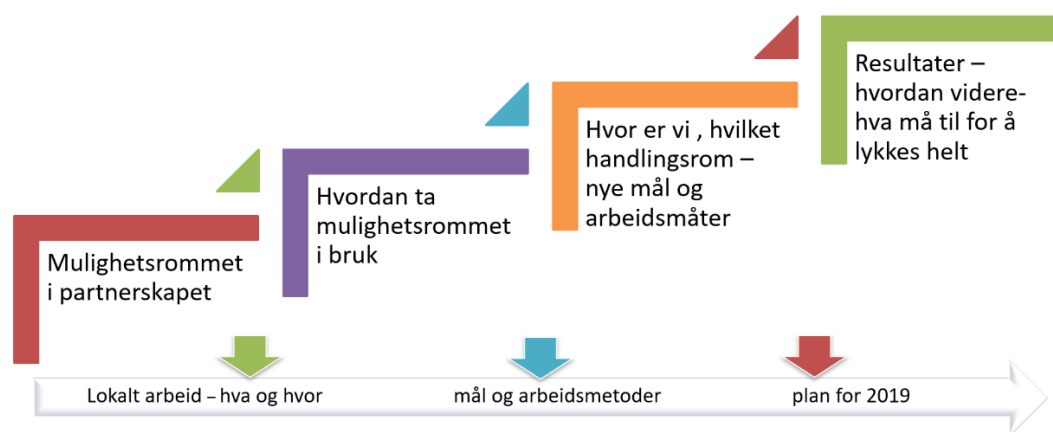 Mulighetsrommet
i partnerskapet
Hvordan ta
mulighetsrommet
i bruk
Hvor er vi , hvilket
handlingsrom –
nye mål og
arbeidsmåter
Resultater –
hvordan videre-
hva må til for å
lykkes helt
Lokalt arbeid – hva og hvor
mål og arbeidsmetoder
plan for 2019